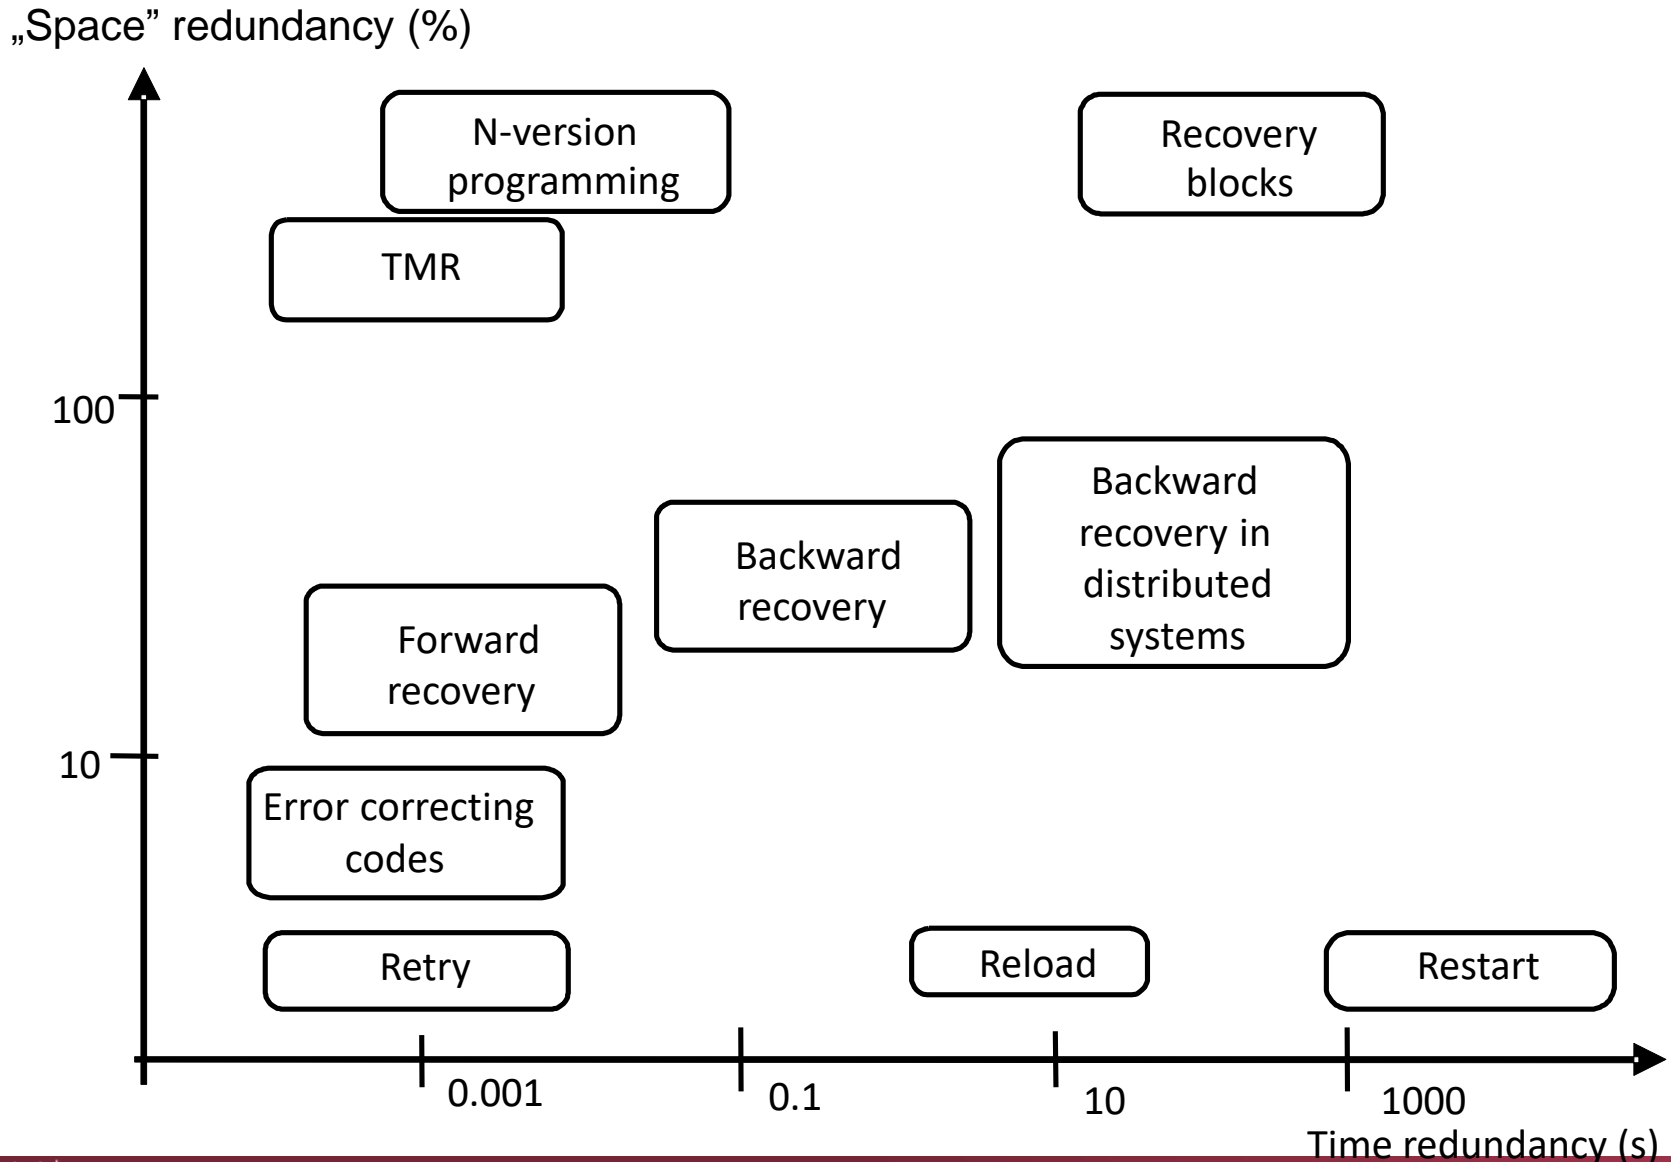 „Space” redundancy (%)
N-version
programming
Recovery
blocks
TMR
100
Backward
recovery in
distributed
systems
Backward
recovery
Forward
recovery
10
Error correcting
codes
Retry
Reload
Restart
0.001
0.1
10
1000
Time redundancy (s)